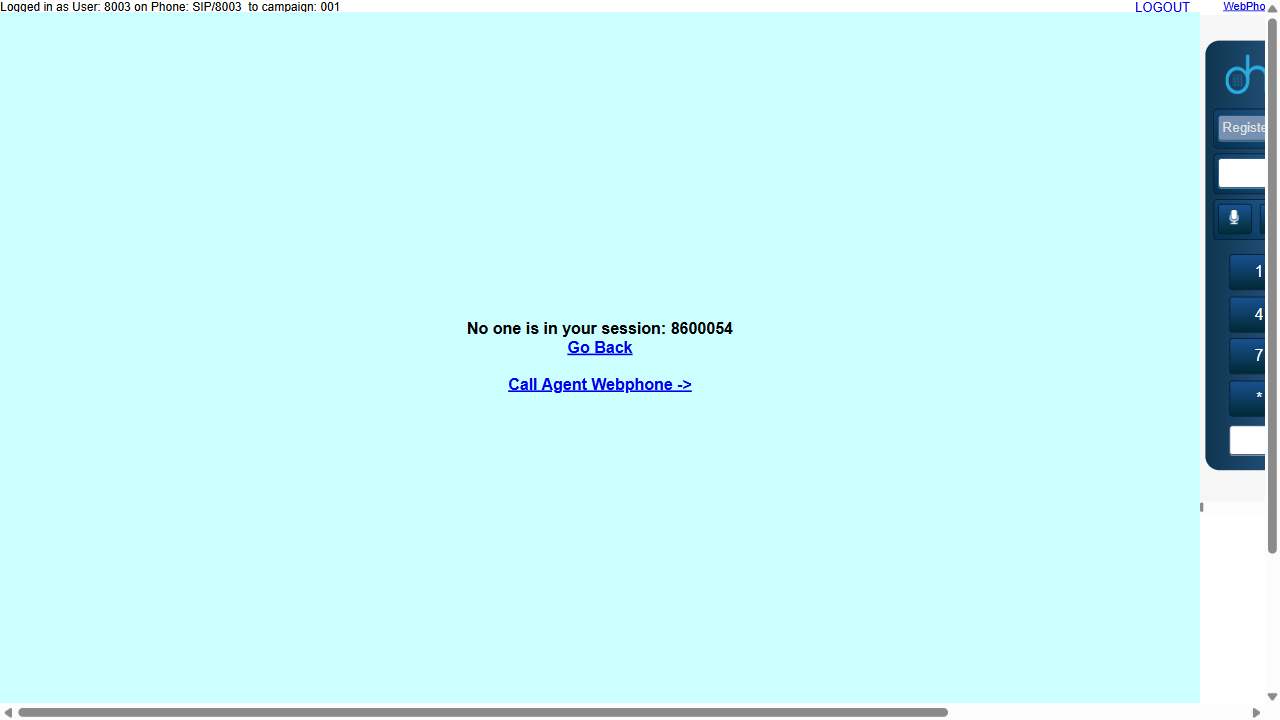 Logged in as User: 8003 on Phone: SIP/8003  to campaign: 001
LOGOUT
WebPho
Registe
No one is in your session: 8600054
Go Back
Call Agent Webphone ->
1
4
7
*